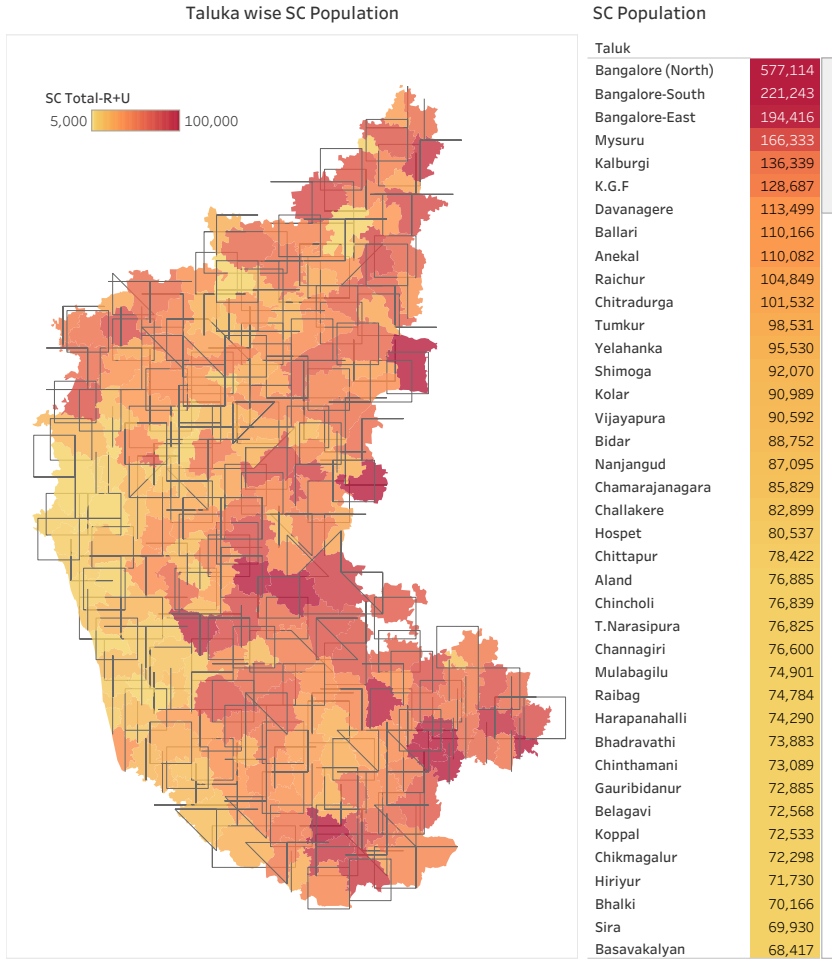 Taluka wise SC Population
SC Total-R+U
5,000 100,000
SC Population
Taluk
Bangalore (North) 577,114
Bangalore-South 221,243
Bangalore-East 194,416
Mysuru 166,333
Kalburgi 136,339
K.G.F 128,687
Davanagere 113,499
Ballari 110,166
Anekal 110,082
Raichur 104,849
Chitradurga 101,532
Tumkur 98,531
Yelahanka 95,530
Shimoga 92,070
Kolar 90,989
Vijayapura 90,592
Bidar 88,752
Nanjangud 87,095
Chamarajanagara 85,829
Challakere 82,899
Hospet 80,537
Chittapur 78,422
Aland 76,885
Chincholi 76,839
T.Narasipura 76,825
Channagiri 76,600
Mulabagilu 74,901
Raibag 74,784
Harapanahalli 74,290
Bhadravathi 73,883
Chinthamani 73,089
Gauribidanur 72,885
Belagavi 72,568
Koppal 72,533
Chikmagalur 72,298
Hiriyur 71,730
Bhalki 70,166
Sira 69,930
Basavakalyan 68,417